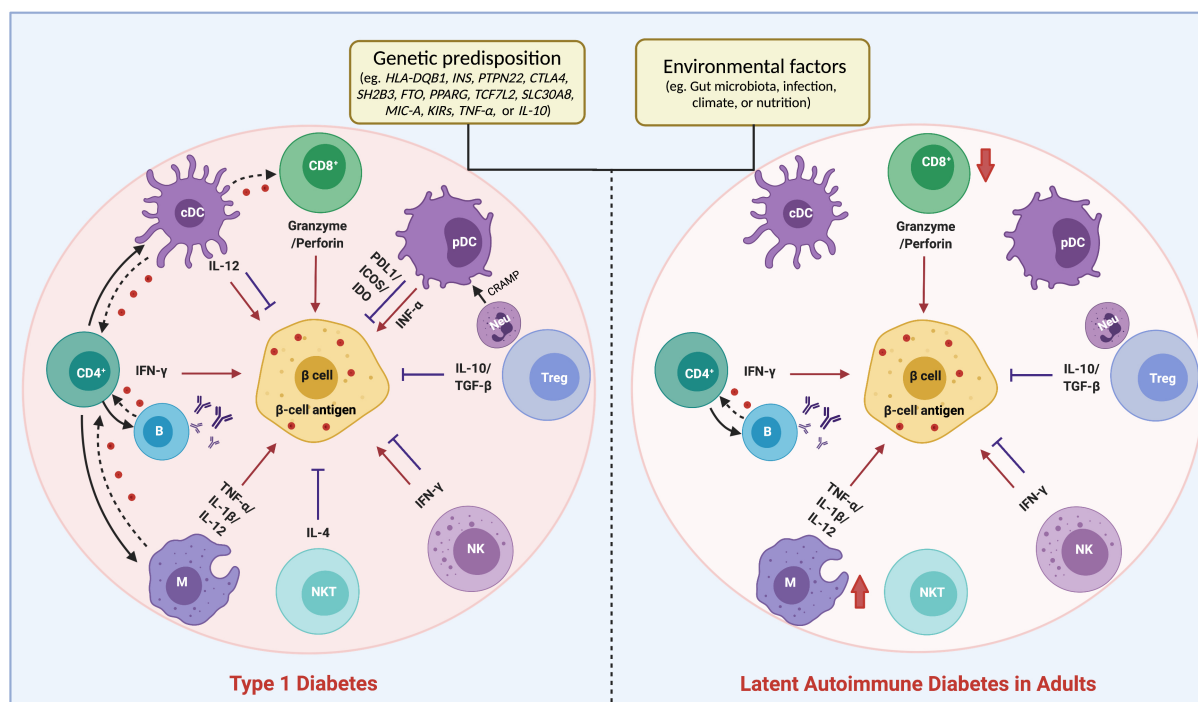 Genetic predisposition
(eg. HLA-DQB1, INS, PTPN22, CTLA4,
SH2B3, FTO, PPARG, TCF7L2, SLC30A8,
MIC-A, KIRs, TNF-α, or IL-10)
Environmental factors
(eg. Gut microbiota, infection,
climate, or nutrition)
CD8⁺
cDC
Granzyme
/Perforin
pDC
IL-12
PDL1/
ICOS/
IDO
INF-α
CRAMP
Neu
CD4⁺
IFN-γ
β cell
β-cell antigen
IL-10/
TGF-β
Treg
B
TNF-α/
IL-1β/
IL-12
IL-4
IFN-γ
M
NKT
NK
Type 1 Diabetes
CD8⁺
cDC
Granzyme
/Perforin
pDC
Neu
CD4⁺
IFN-γ
β cell
β-cell antigen
IL-10/
TGF-β
Treg
B
TNF-α/
IL-1β/
IL-12
IFN-γ
M
NKT
NK
Latent Autoimmune Diabetes in Adults